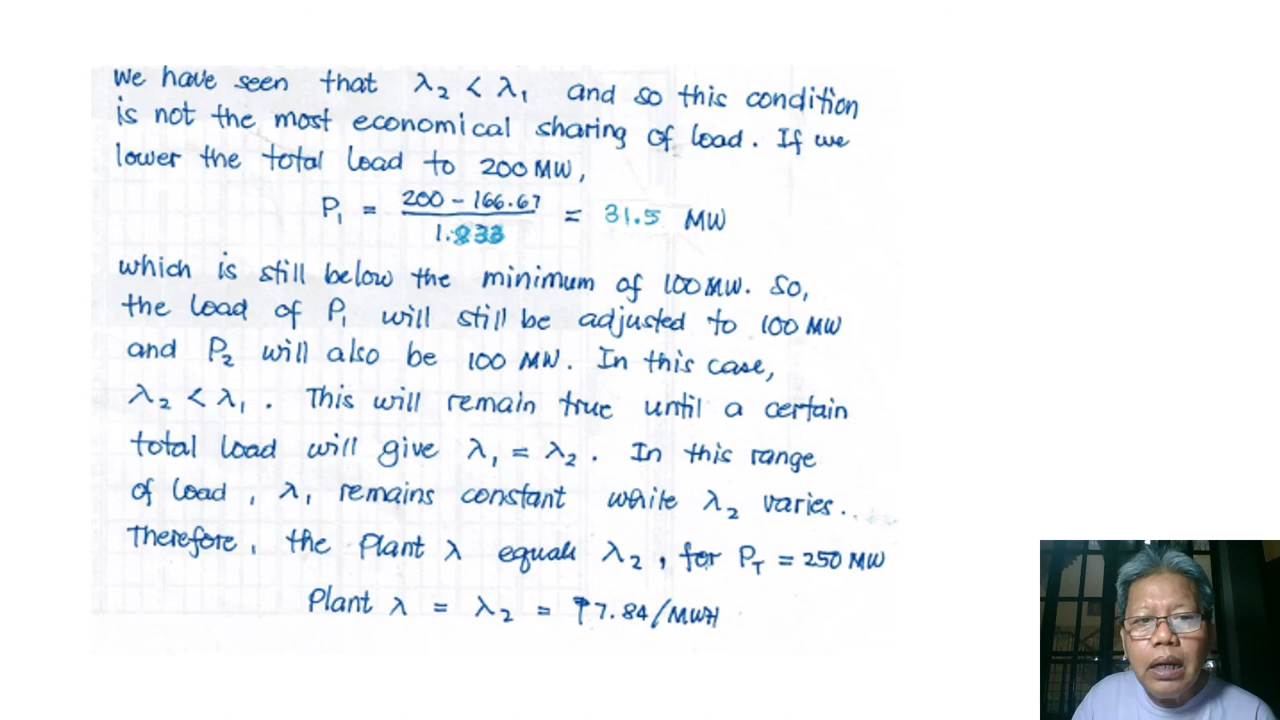 We have seen that λ₂ < λ₁ and so this condition
is not the most economical sharing of load. If we
lower the total load to 200 MW,
P₁ = (200 - 166.67) / 1.833 = 31.5 MW
which is still below the minimum of 100 MW. So,
the load of P₁ will still be adjusted to 100 MW
and P₂ will also be 100 MW. In this case,
λ₂ < λ₁. This will remain true until a certain
total load will give λ₁ = λ₂. In this range
of load, λ₁ remains constant while λ₂ varies..
Therefore, the Plant λ equals λ₂, for P_T = 250 MW
Plant λ = λ₂ = ₱7.84/MWH